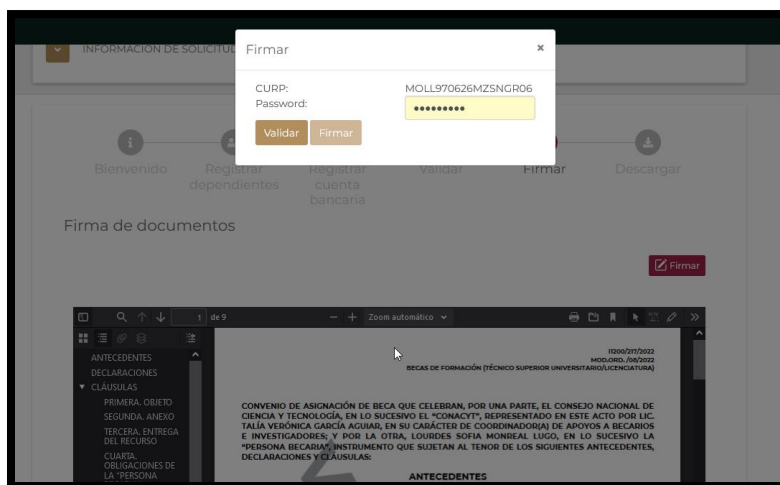 INFORMACIÓN DE SOLICITUD
Firmar
×
CURP:
MOLL970626MZSNGR06
Password:
•••••••••
Validar
Firmar
Bienvenido
Registrar dependientes
Registrar cuenta bancaria
Validar
Firmar
Descargar
Firma de documentos
Firmar
1 de 9
Zoom automático
ANTECEDENTES
DECLARACIONES
CLÁUSULAS
PRIMERA. OBJETO
SEGUNDA. ANEXO
TERCERA. ENTREGA
DEL RECURSO
CUARTA.
OBLIGACIONES DE
LA "PERSONA
11200/217/2022
MOD.ORD. /08/2022
BECAS DE FORMACIÓN (TÉCNICO SUPERIOR UNIVERSITARIO/LICENCIATURA)
CONVENIO DE ASIGNACIÓN DE BECA QUE CELEBRAN, POR UNA PARTE, EL CONSEJO NACIONAL DE
CIENCIA Y TECNOLOGÍA, EN LO SUCESIVO EL "CONACYT", REPRESENTADO EN ESTE ACTO POR LIC.
TALÍA VERÓNICA GARCÍA AGUIAR, EN SU CARÁCTER DE COORDINADOR(A) DE APOYOS A BECARIOS
E INVESTIGADORES; Y POR LA OTRA, LOURDES SOFIA MONREAL LUGO, EN LO SUCESIVO LA
"PERSONA BECARIA", INSTRUMENTO QUE SUJETAN AL TENOR DE LOS SIGUIENTES ANTECEDENTES,
DECLARACIONES Y CLÁUSULAS:
ANTECEDENTES